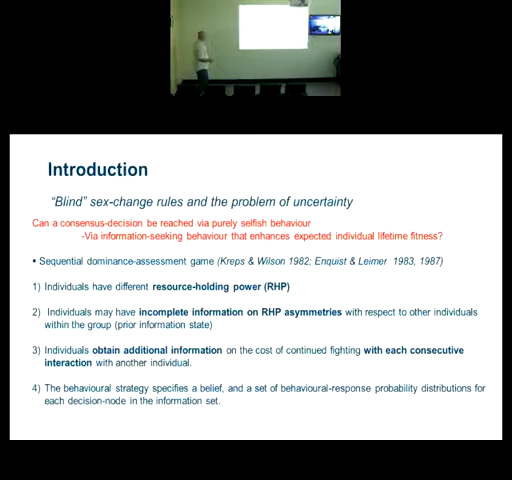 Introduction
"Blind" sex-change rules and the problem of uncertainty
Can a consensus-decision be reached via purely selfish behaviour
-Via information-seeking behaviour that enhances expected individual lifetime fitness?
▪ Sequential dominance-assessment game (Kreps & Wilson 1982; Enquist & Leimer 1983, 1987)
1) Individuals have different resource-holding power (RHP)
2) Individuals may have incomplete information on RHP asymmetries with respect to other individuals
within the group (prior information state)
3) Individuals obtain additional information on the cost of continued fighting with each consecutive
interaction with another individual.
4) The behavioural strategy specifies a belief, and a set of behavioural-response probability distributions for
each decision-node in the information set.